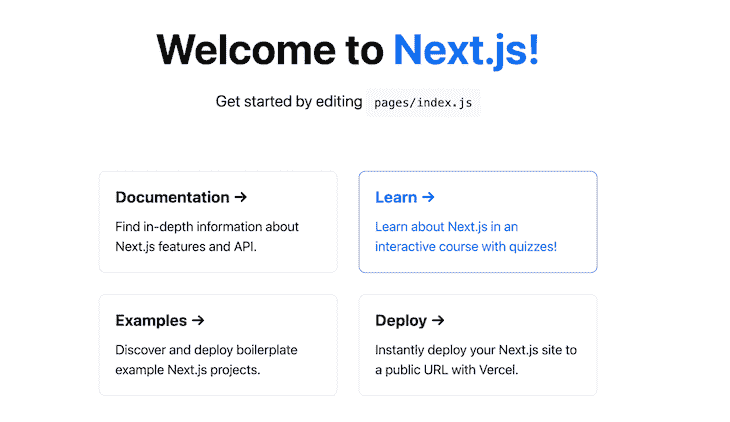 Welcome to Next.js!
Get started by editing pages/index.js
Documentation →
Find in-depth information about
Next.js features and API.
Learn →
Learn about Next.js in an
interactive course with quizzes!
Examples →
Discover and deploy boilerplate
example Next.js projects.
Deploy →
Instantly deploy your Next.js site to
a public URL with Vercel.